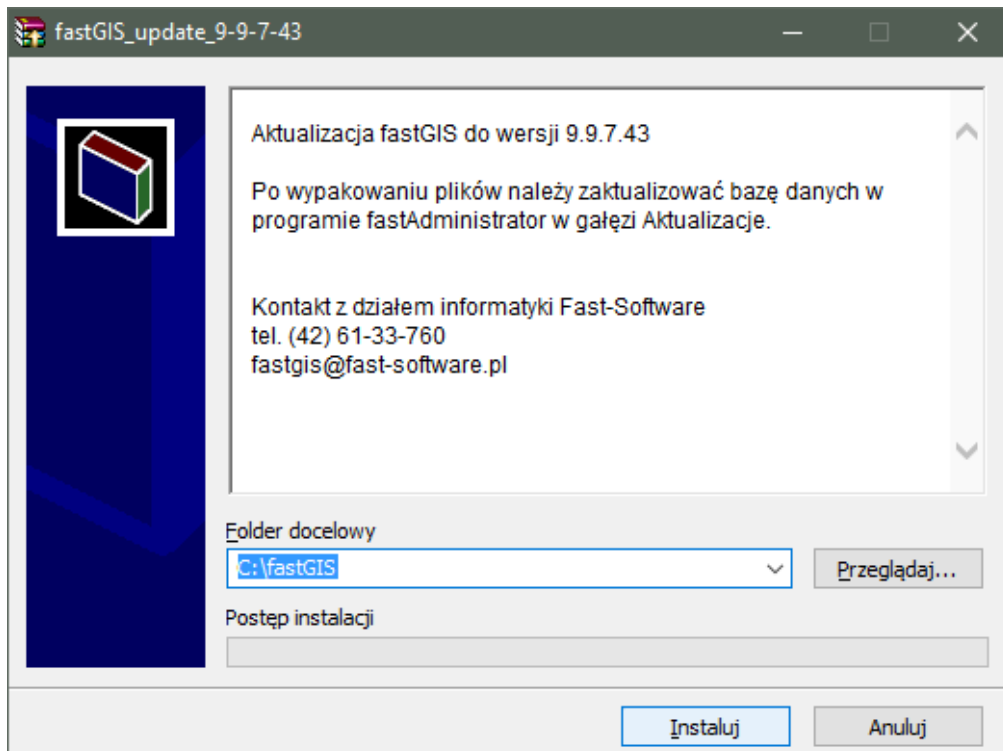 fastGIS_update_9-9-7-43
Aktualizacja fastGIS do wersji 9.9.7.43
Po wypakowaniu plików należy zaktualizować bazę danych w
programie fastAdministrator w gałęzi Aktualizacje.
Kontakt z działem informatyki Fast-Software
tel. (42) 61-33-760
fastgis@fast-software.pl
Folder docelowy
C:\fastGIS
Przeglądaj...
Postęp instalacji
Instaluj
Anuluj